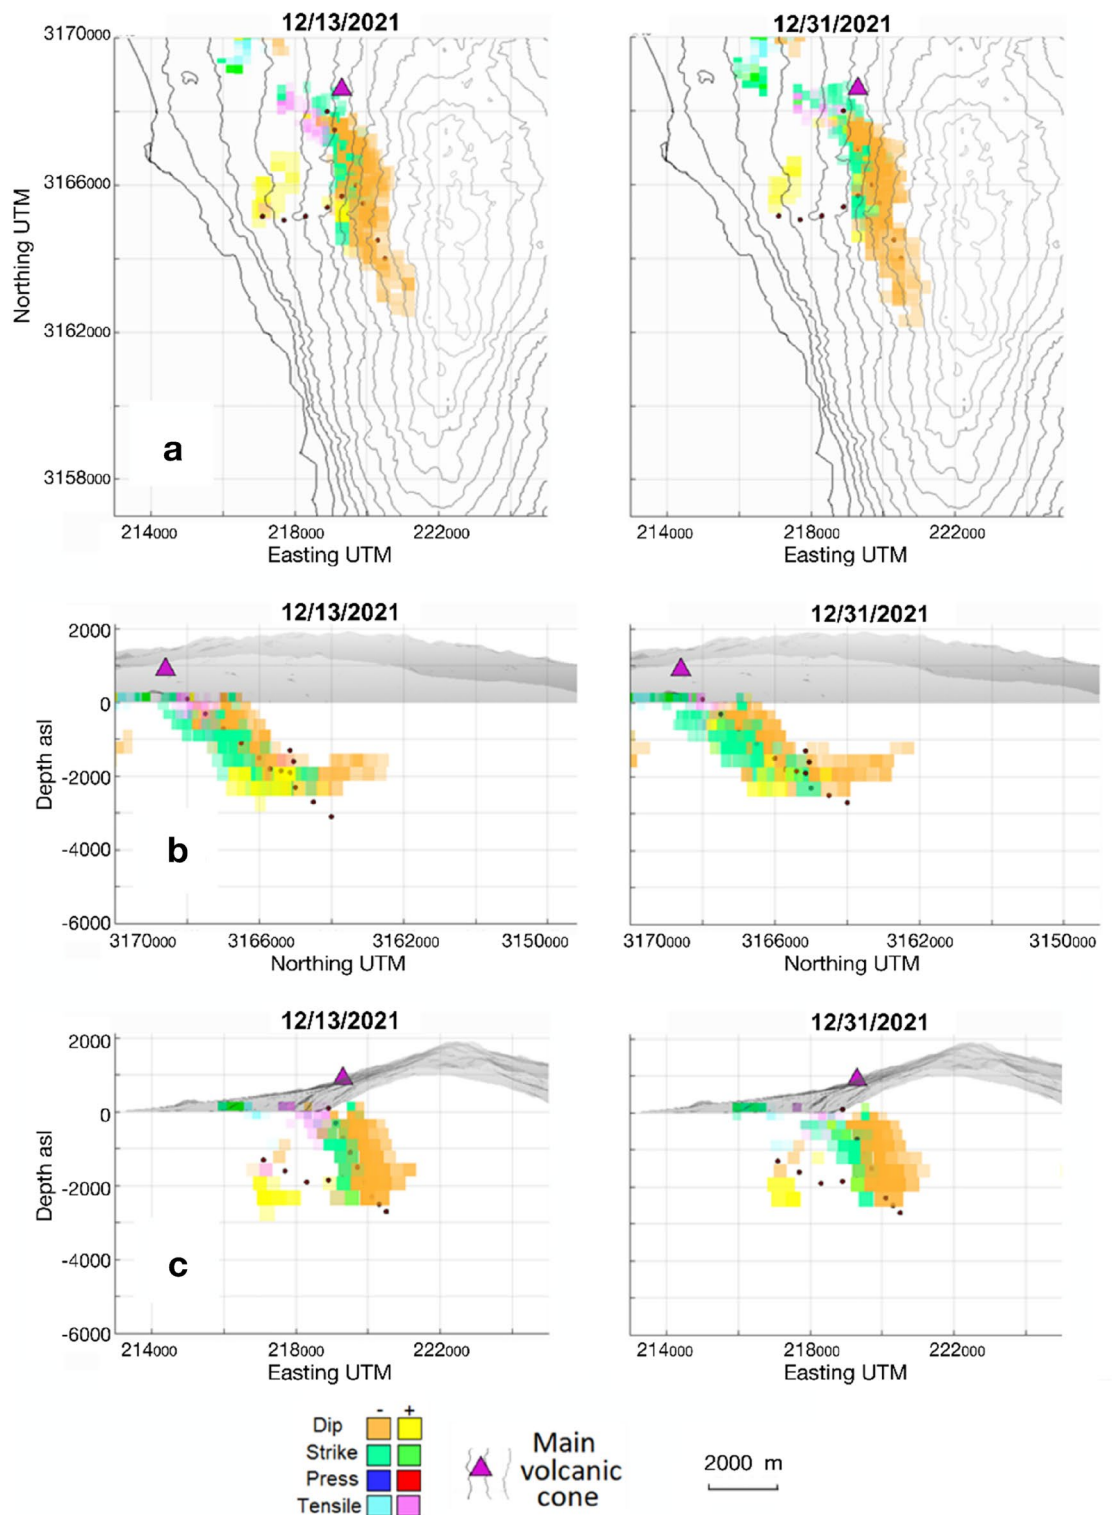 12/13/2021 12/31/2021
3170000
3166000
3162000
3158000
Northing UTM
a
214000 218000 222000 214000 218000 222000
Easting UTM Easting UTM
12/13/2021 12/31/2021
2000
0
-2000
-4000
-6000
Depth asl
b
3170000 3166000 3162000 3150000 3170000 3166000 3162000 3150000
Northing UTM Northing UTM
12/13/2021 12/31/2021
2000
0
-2000
-4000
-6000
Depth asl
c
214000 218000 222000 214000 218000 222000
Easting UTM Easting UTM
- +
Dip
Strike
Press
Tensile
Main
volcanic
cone
2000 m